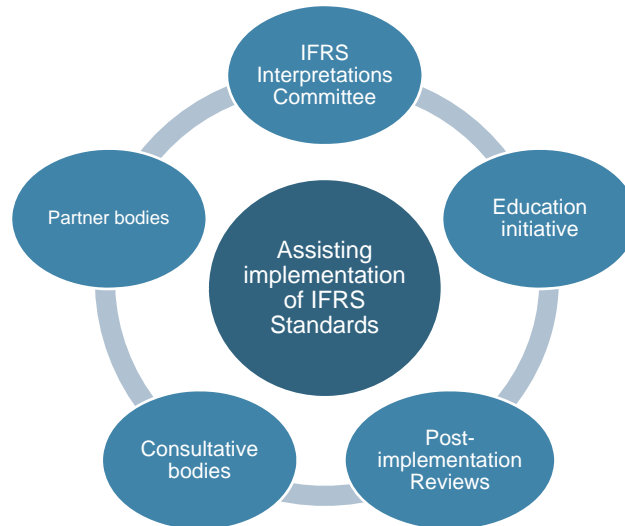 IFRS
Interpretations
Committee
Partner bodies
Education
initiative
Assisting
implementation
of IFRS
Standards
Consultative
bodies
Post-
implementation
Reviews